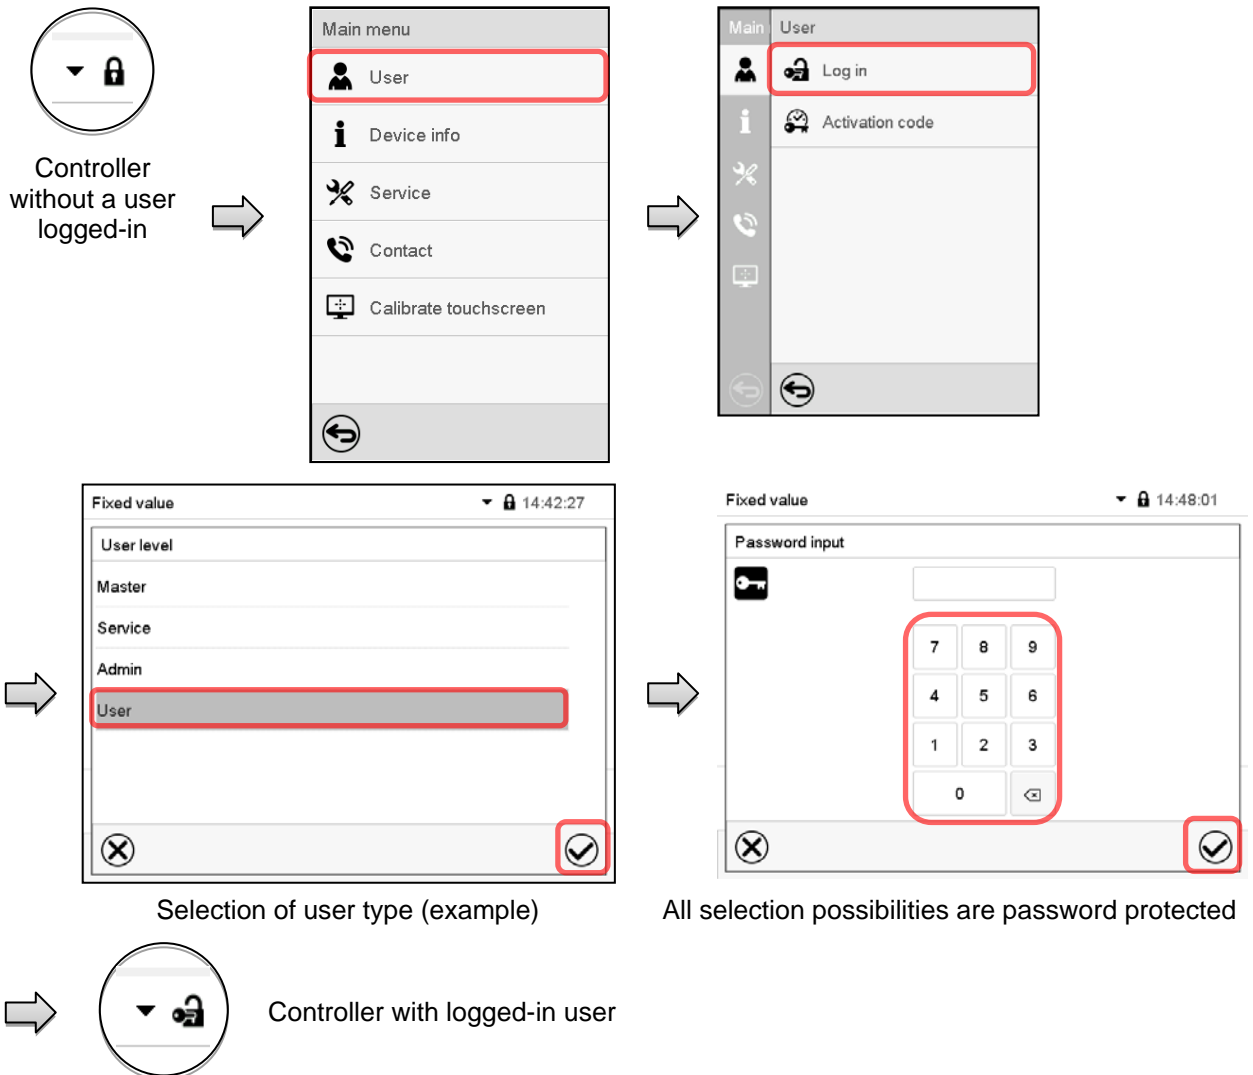 Controller
without a user
logged-in
Main menu
User
Device info
Service
Contact
Calibrate touchscreen
Main
User
Log in
Activation code
Fixed value
14:42:27
User level
Master
Service
Admin
User
Selection of user type (example)
Fixed value
14:48:01
Password input
7 8 9
4 5 6
1 2 3
0
All selection possibilities are password protected
Controller with logged-in user